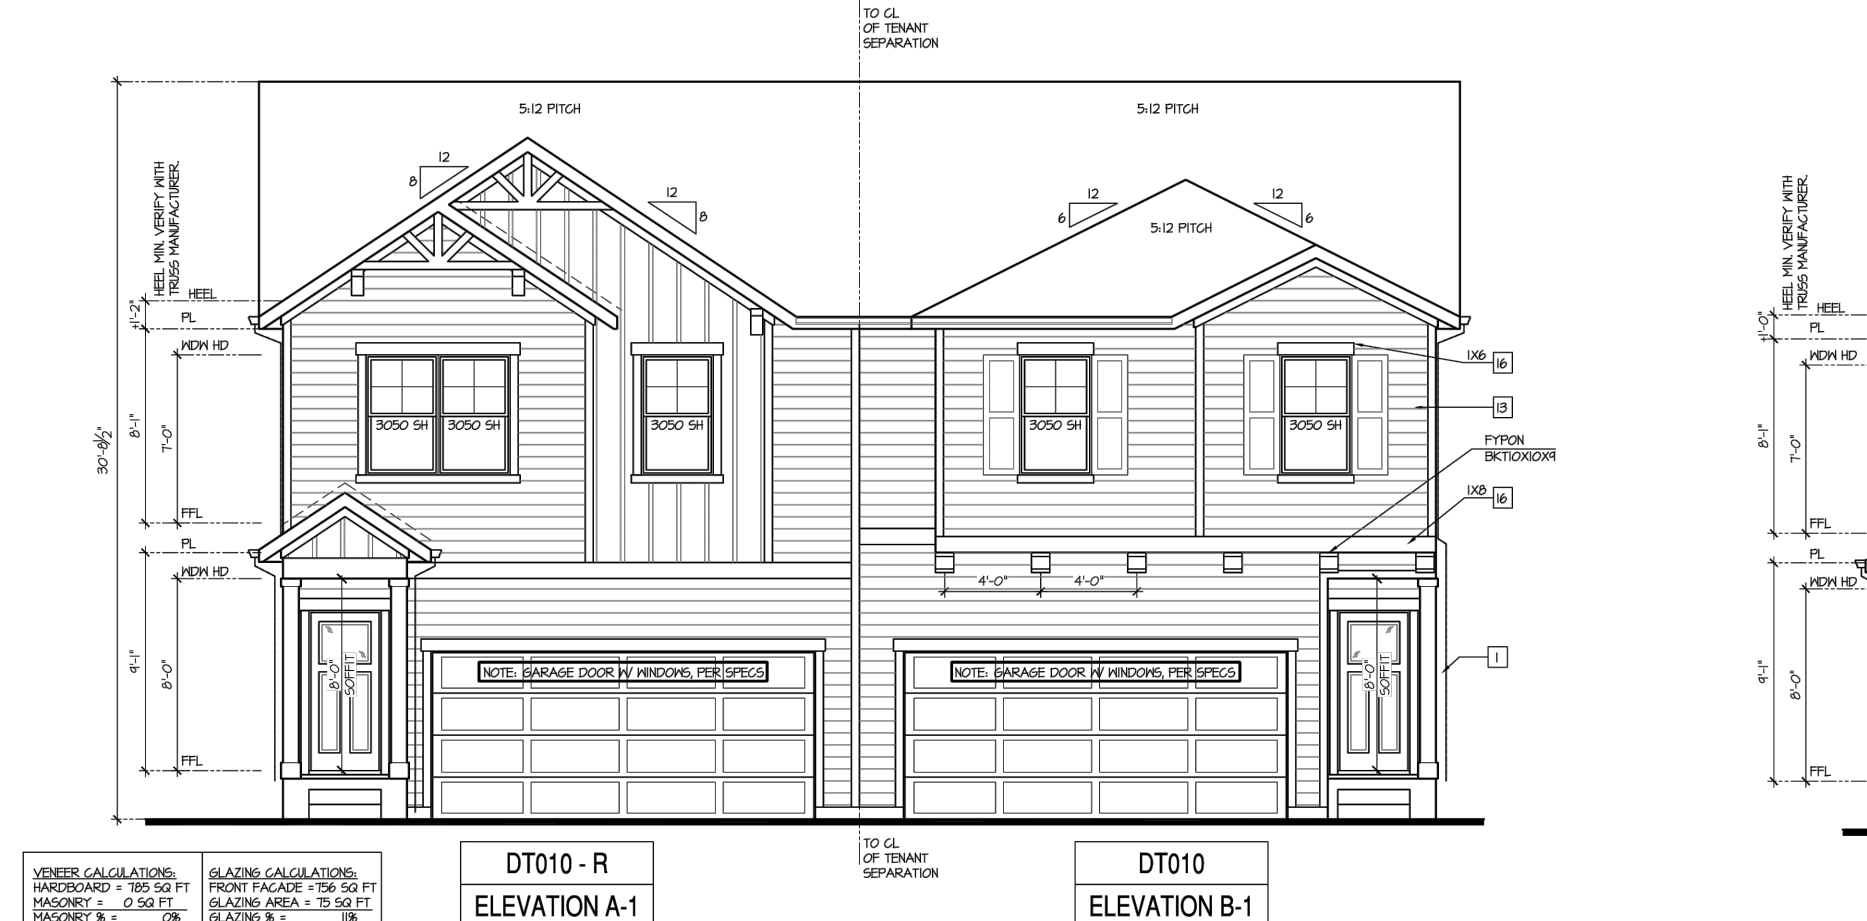 TO CL
OF TENANT
SEPARATION
5:12 PITCH
5:12 PITCH
12
8
12
8
12
6
12
6
5:12 PITCH
HEEL MIN. VERIFY WITH
TRUSS MANUFACTURER.
HEEL
PL
WDW HD
FFL
PL
WDW HD
FFL
±1'-2"
8'-1"
7'-0"
30'-8½"
9'-1"
8'-0"
3050 SH
3050 SH
3050 SH
3050 SH
3050 SH
1X6 16
13
FYPON
BKT10X10X9
1X8 16
4'-0"
4'-0"
8'-0"
SOFFIT
NOTE: GARAGE DOOR W/ WINDOWS, PER SPECS
NOTE: GARAGE DOOR W/ WINDOWS, PER SPECS
8'-0"
SOFFIT
1
HEEL MIN. VERIFY WITH
TRUSS MANUFACTURER.
HEEL
PL
WDW HD
FFL
PL
WDW HD
FFL
±1'-0"
8'-1"
7'-0"
9'-1"
8'-0"
TO CL
OF TENANT
SEPARATION
DT010 - R
ELEVATION A-1
DT010
ELEVATION B-1
VENEER CALCULATIONS:
HARDBOARD = 785 SQ FT
MASONRY = 0 SQ FT
MASONRY % = 0%
GLAZING CALCULATIONS:
FRONT FACADE =756 SQ FT
GLAZING AREA = 75 SQ FT
GLAZING % = 11%